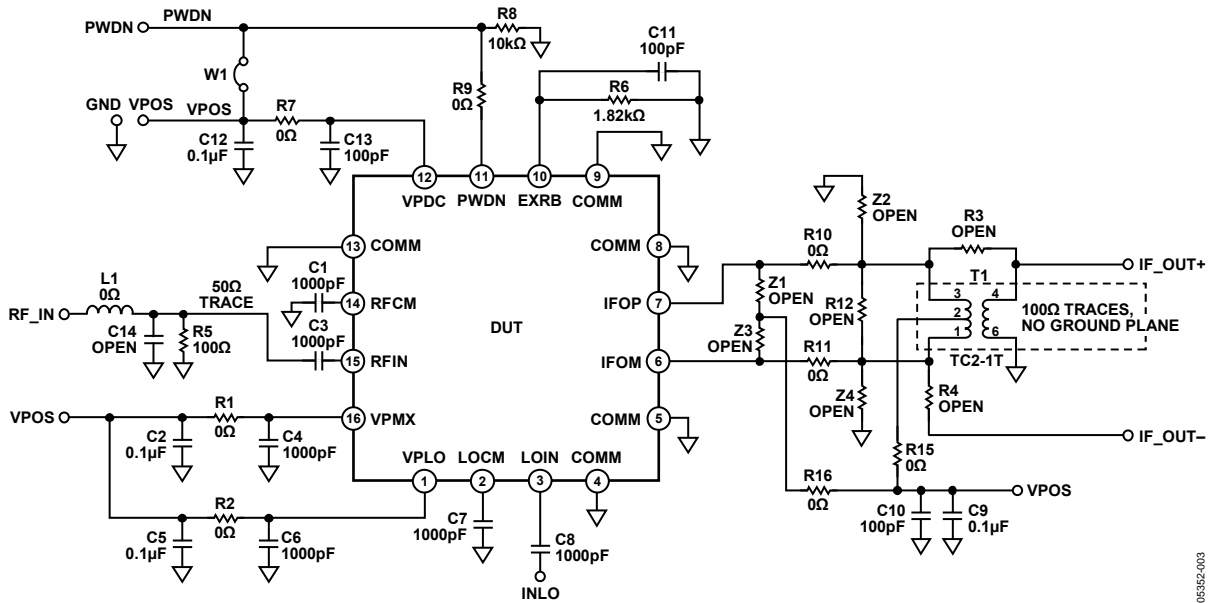 PWDN
PWDN
R8
10kΩ
C11
100pF
W1
R9
0Ω
R6
1.82kΩ
GND
VPOS
VPOS
R7
0Ω
C12
0.1µF
C13
100pF
12
11
10
9
VPDC
PWDN
EXRB
COMM
Z2
OPEN
R3
OPEN
13
COMM
COMM
8
R10
0Ω
IF_OUT+
L1
0Ω
50Ω
TRACE
C1
1000pF
14
RFCM
IFOP
7
Z1
OPEN
R12
OPEN
T1
3
4
2
1
6
100Ω TRACES,
NO GROUND PLANE
TC2-1T
RF_IN
C14
OPEN
R5
100Ω
C3
1000pF
15
RFIN
DUT
IFOM
6
Z3
OPEN
R11
0Ω
Z4
OPEN
R4
OPEN
VPOS
R1
0Ω
16
VPMX
COMM
5
IF_OUT–
C2
0.1µF
C4
1000pF
VPLO
LOCM
LOIN
COMM
1
2
3
4
R15
0Ω
R16
0Ω
VPOS
R2
0Ω
C5
0.1µF
C6
1000pF
C7
1000pF
C8
1000pF
C10
100pF
C9
0.1µF
INLO
05352-003